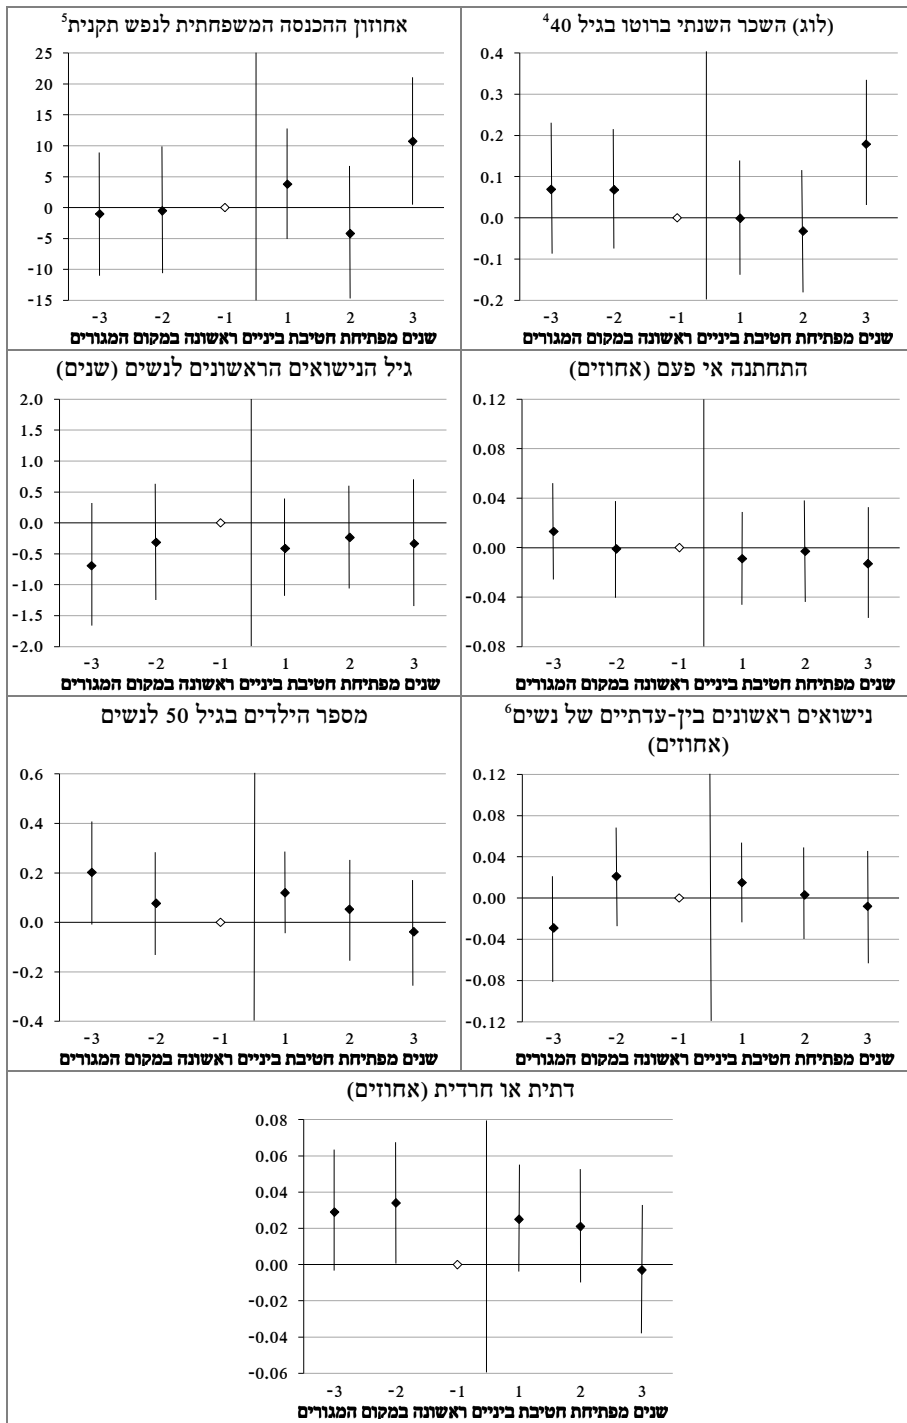 (לוג) השכר השנתי ברוטו בגיל 40⁴
0.4
0.3
0.2
0.1
0.0
-0.1
-0.2
-3 -2 -1 1 2 3
שנים מפתיחת חטיבת ביניים ראשונה במקום המגורים
אחוזון ההכנסה המשפחתית לנפש תקנית⁵
25
20
15
10
5
0
-5
-10
-15
-3 -2 -1 1 2 3
שנים מפתיחת חטיבת ביניים ראשונה במקום המגורים
התחתנה אי פעם (אחוזים)
0.12
0.08
0.04
0.00
-0.04
-0.08
-3 -2 -1 1 2 3
שנים מפתיחת חטיבת ביניים ראשונה במקום המגורים
גיל הנישואים הראשונים לנשים (שנים)
2.0
1.5
1.0
0.5
0.0
-0.5
-1.0
-1.5
-2.0
-3 -2 -1 1 2 3
שנים מפתיחת חטיבת ביניים ראשונה במקום המגורים
נישואים ראשונים בין-עדתיים של נשים⁶
(אחוזים)
0.12
0.08
0.04
0.00
-0.04
-0.08
-0.12
-3 -2 -1 1 2 3
שנים מפתיחת חטיבת ביניים ראשונה במקום המגורים
מספר הילדים בגיל 50 לנשים
0.6
0.4
0.2
0.0
-0.2
-0.4
-3 -2 -1 1 2 3
שנים מפתיחת חטיבת ביניים ראשונה במקום המגורים
דתית או חרדית (אחוזים)
0.08
0.06
0.04
0.02
0.00
-0.02
-0.04
-0.06
-3 -2 -1 1 2 3
שנים מפתיחת חטיבת ביניים ראשונה במקום המגורים